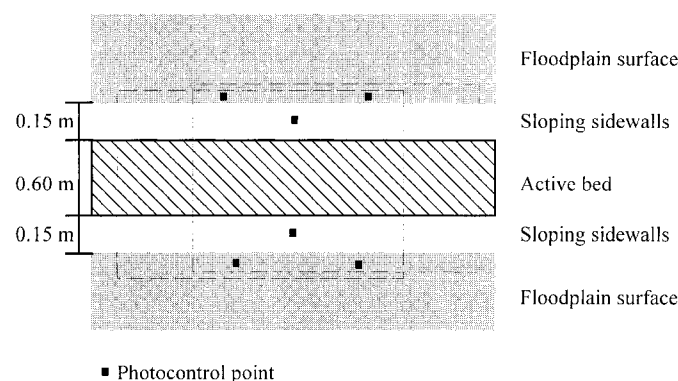 Floodplain surface
0.15 m
Sloping sidewalls
0.60 m
Active bed
0.15 m
Sloping sidewalls
Floodplain surface
Photocontrol point